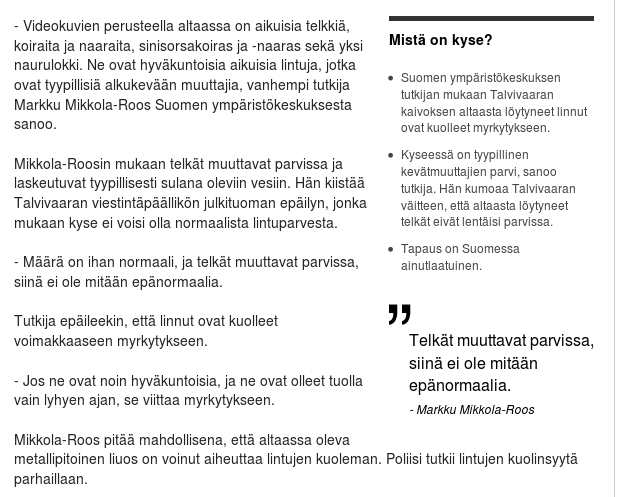 - Videokuvien perusteella altaassa on aikuisia telkkiä,
koiraita ja naaraita, sinisorsakoiras ja -naaras sekä yksi
naurulokki. Ne ovat hyväkuntoisia aikuisia lintuja, jotka
ovat tyypillisiä alkukevään muuttajia, vanhempi tutkija
Markku Mikkola-Roos Suomen ympäristökeskuksesta
sanoo.
Mikkola-Roosin mukaan telkät muuttavat parvissa ja
laskeutuvat tyypillisesti sulana oleviin vesiin. Hän kiistää
Talvivaaran viestintäpäällikön julkituoman epäilyn, jonka
mukaan kyse ei voisi olla normaalista lintuparvesta.
- Määrä on ihan normaali, ja telkät muuttavat parvissa,
siinä ei ole mitään epänormaalia.
Tutkija epäileekin, että linnut ovat kuolleet
voimakkaaseen myrkytykseen.
- Jos ne ovat noin hyväkuntoisia, ja ne ovat olleet tuolla
vain lyhyen ajan, se viittaa myrkytykseen.
Mikkola-Roos pitää mahdollisena, että altaassa oleva
metallipitoinen liuos on voinut aiheuttaa lintujen kuoleman. Poliisi tutkii lintujen kuolinsyytä
parhaillaan.
Mistä on kyse?
• Suomen ympäristökeskuksen
tutkijan mukaan Talvivaaran
kaivoksen altaasta löytyneet linnut
ovat kuolleet myrkytykseen.
• Kyseessä on tyypillinen
kevätmuuttajien parvi, sanoo
tutkija. Hän kumoaa Talvivaaran
väitteen, että altaasta löytyneet
telkät eivät lentäisi parvissa.
• Tapaus on Suomessa
ainutlaatuinen.
”
Telkät muuttavat parvissa,
siinä ei ole mitään
epänormaalia.
- Markku Mikkola-Roos